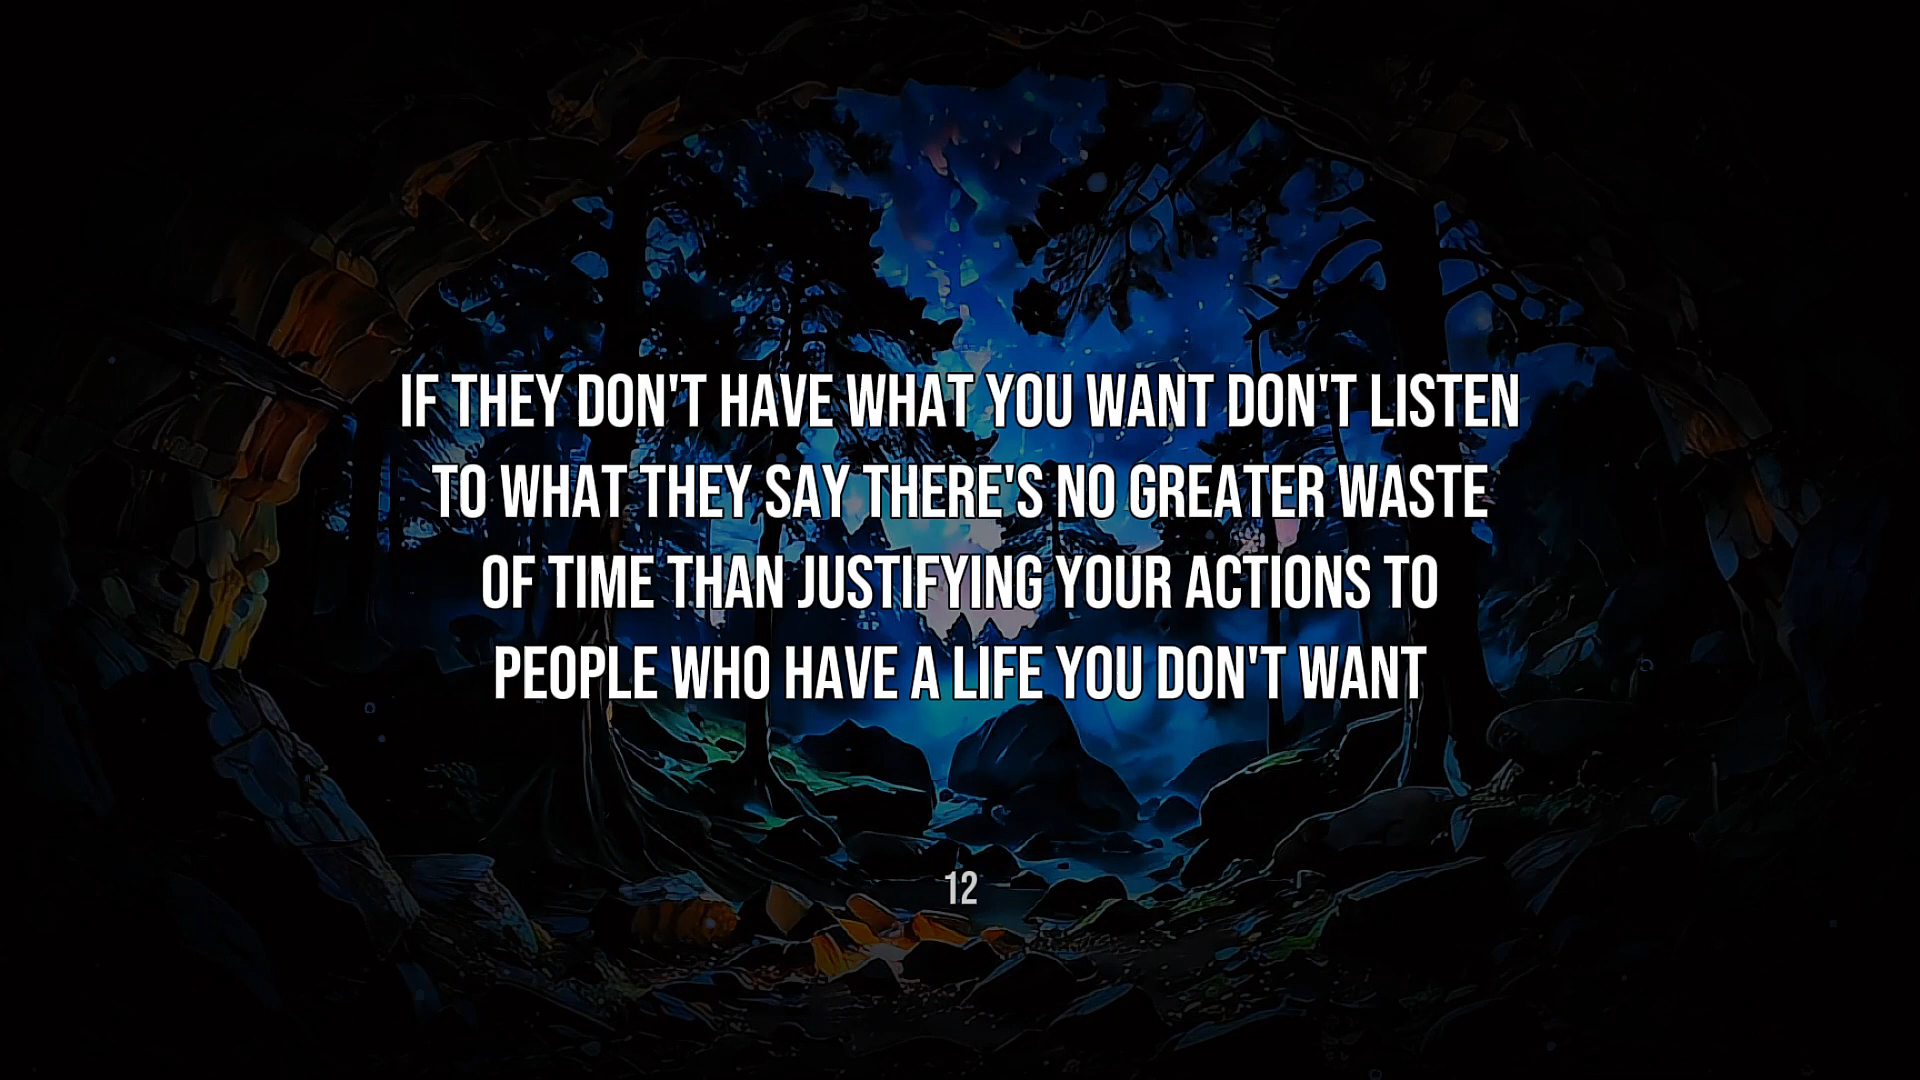 IF THEY DON'T HAVE WHAT YOU WANT DON'T LISTEN
TO WHAT THEY SAY THERE'S NO GREATER WASTE
OF TIME THAN JUSTIFYING YOUR ACTIONS TO
PEOPLE WHO HAVE A LIFE YOU DON'T WANT
12